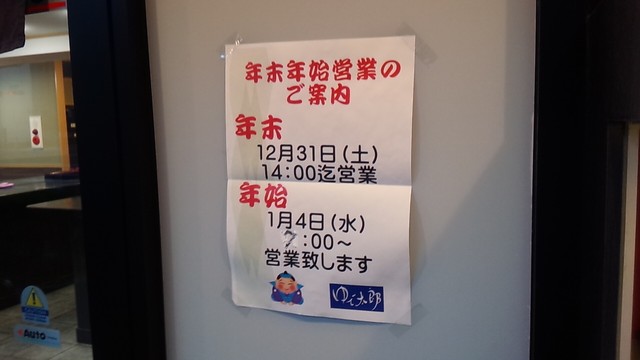 年末年始営業の
ご案内
年末
12月31日(土)
14:00迄営業
年始
1月4日(水)
7:00~
営業致します
ゆで太郎
Auto